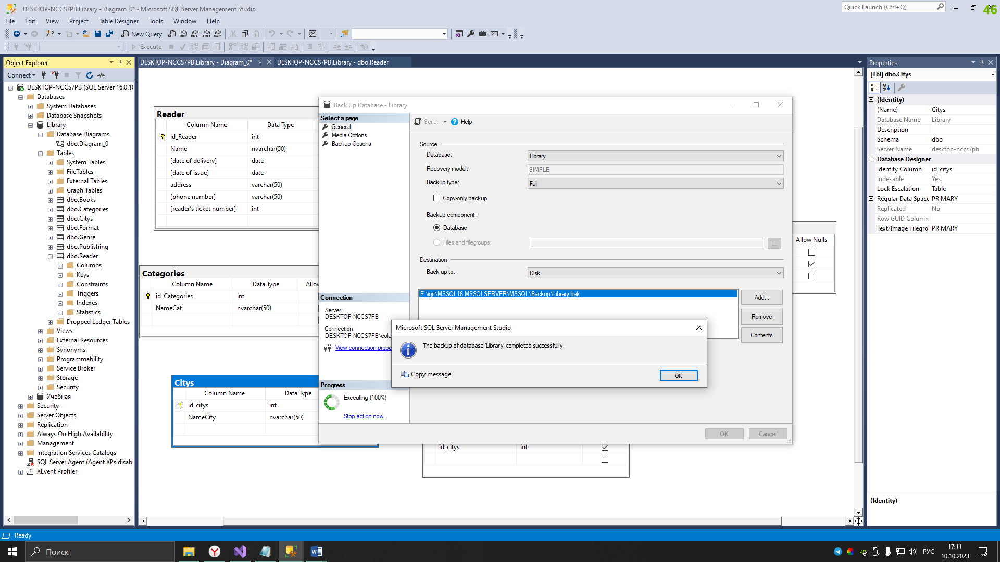 DESKTOP-NCCS7PB.Library - Diagram_0* - Microsoft SQL Server Management Studio
Quick Launch (Ctrl+Q)
46
File Edit View Project Table Designer Tools Window Help
New Query
MDX DMX XMLA DAX
Execute
Object Explorer
Connect
DESKTOP-NCCS7PB (SQL Server 16.0.10
Databases
System Databases
Database Snapshots
Library
Database Diagrams
dbo.Diagram_0
Tables
System Tables
FileTables
External Tables
Graph Tables
dbo.Books
dbo.Categories
dbo.Citys
dbo.Format
dbo.Genre
dbo.Publishing
dbo.Reader
Columns
Keys
Constraints
Triggers
Indexes
Statistics
Dropped Ledger Tables
Views
External Resources
Synonyms
Programmability
Service Broker
Storage
Security
Учебная
Security
Server Objects
Replication
Always On High Availability
Management
Integration Services Catalogs
SQL Server Agent (Agent XPs disabl
XEvent Profiler
DESKTOP-NCCS7PB.Library - Diagram_0*
DESKTOP-NCCS7PB.Library - dbo.Reader
Reader
Column Name Data Type
id_Reader int
Name nvarchar(50)
[date of delivery] date
[date of issue] date
address varchar(50)
[phone number] varchar(50)
[reader's ticket number] int
Categories
Column Name Data Type Allow
id_Categories int
NameCat nvarchar(50)
Citys
Column Name Data Type
id_citys int
NameCity nvarchar(50)
Allow Nulls
id_citys int
Back Up Database - Library
Select a page
General
Media Options
Backup Options
Script
Help
Source
Database: Library
Recovery model: SIMPLE
Backup type: Full
Copy-only backup
Backup component:
Database
Files and filegroups:
...
Destination
Back up to: Disk
E:\igri\MSSQL16.MSSQLSERVER\MSSQL\Backup\Library.bak
Add...
Remove
Contents
Connection
Server:
DESKTOP-NCCS7PB
Connection:
DESKTOP-NCCS7PB\cola
View connection prope
Progress
Executing (100%)
Stop action now
OK
Cancel
Microsoft SQL Server Management Studio
The backup of database 'Library' completed successfully.
Copy message
OK
Properties
[Tbl] dbo.Citys
(Identity)
(Name) Citys
Database Name Library
Description
Schema dbo
Server Name desktop-nccs7pb
Database Designer
Identity Column id_citys
Indexable Yes
Lock Escalation Table
Regular Data Space PRIMARY
Replicated No
Row GUID Column
Text/Image Filegrou PRIMARY
(Identity)
Ready
Поиск
РУС
17:11
10.10.2023